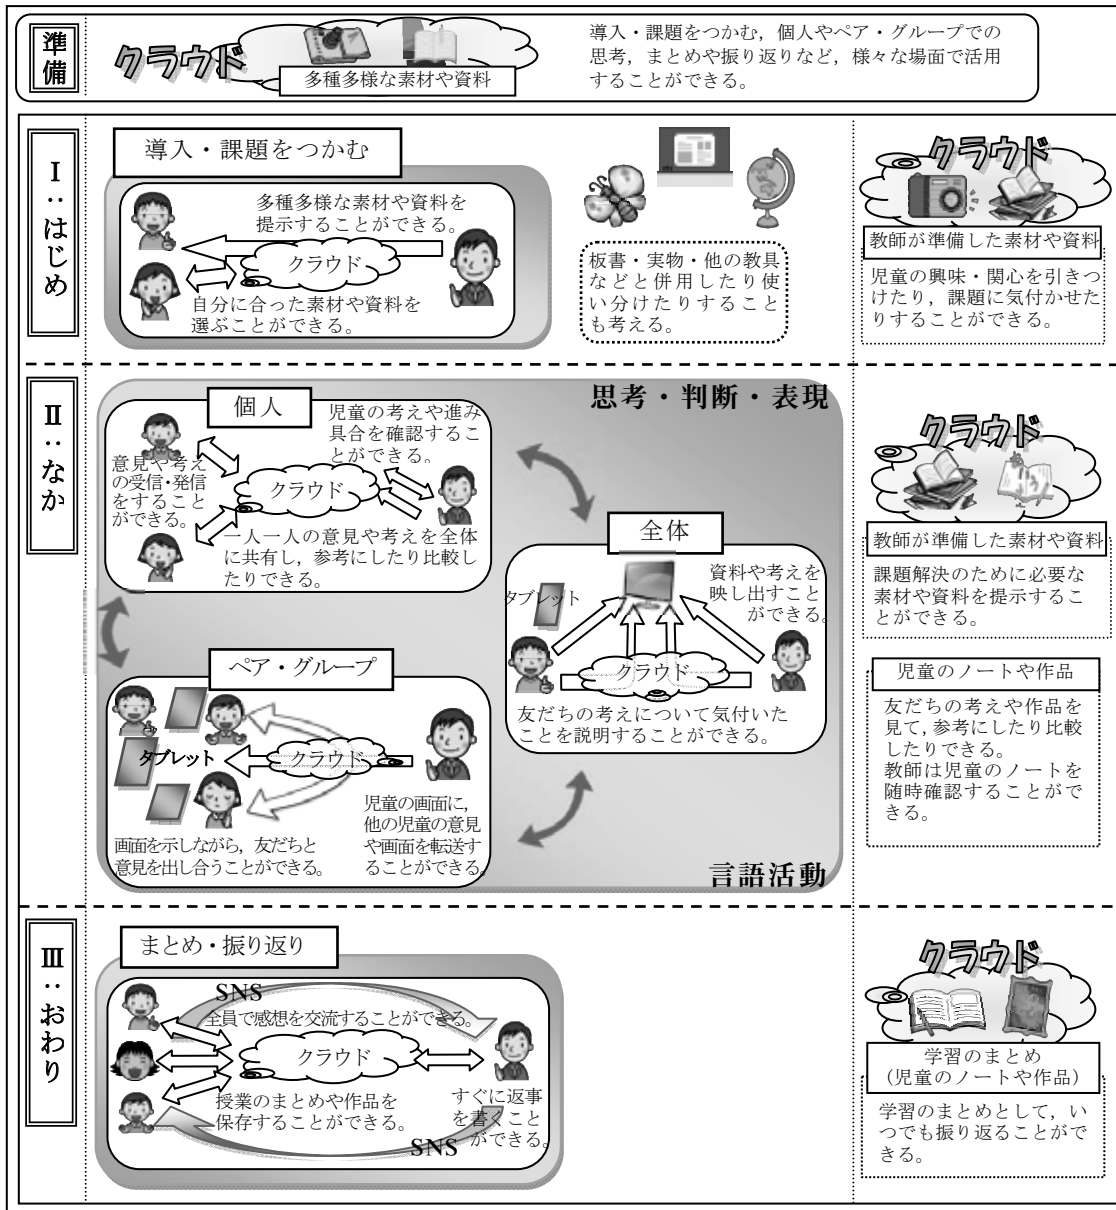 準備
クラウド
多種多様な素材や資料
導入・課題をつかむ，個人やペア・グループでの
思考，まとめや振り返りなど，様々な場面で活用
することができる。
Ⅰ：はじめ
導入・課題をつかむ
多種多様な素材や資料を
提示することができる。
クラウド
自分に合った素材や資料を
選ぶことができる。
板書・実物・他の教具
などと併用したり使
い分けたりすること
も考える。
クラウド
教師が準備した素材や資料
児童の興味・関心を引きつ
けたり，課題に気付かせた
りすることができる。
Ⅱ：なか
思考・判断・表現
個人
児童の考えや進み
具合を確認するこ
とができる。
意見や考え
の受信・発信
をすること
ができる。
クラウド
一人一人の意見や考えを全体
に共有し，参考にしたり比較し
たりできる。
全体
タブレット
資料や考えを
映し出すこと
ができる。
クラウド
友だちの考えについて気付いた
ことを説明することができる。
ペア・グループ
タブレット
クラウド
画面を示しながら，友だちと
意見を出し合うことができる。
児童の画面に，
他の児童の意見
や画面を転送す
ることができる。
言語活動
クラウド
教師が準備した素材や資料
課題解決のために必要な
素材や資料を提示するこ
とができる。
児童のノートや作品
友だちの考えや作品を
見て，参考にしたり比較
したりできる。
教師は児童のノートを
随時確認することがで
きる。
Ⅲ：おわり
まとめ・振り返り
SNS
全員で感想を交流することができる。
クラウド
授業のまとめや作品を
保存することができる。
すぐに返事
を書くこと
ができる。
SNS
クラウド
学習のまとめ
（児童のノートや作品）
学習のまとめとして，い
つでも振り返ることがで
きる。